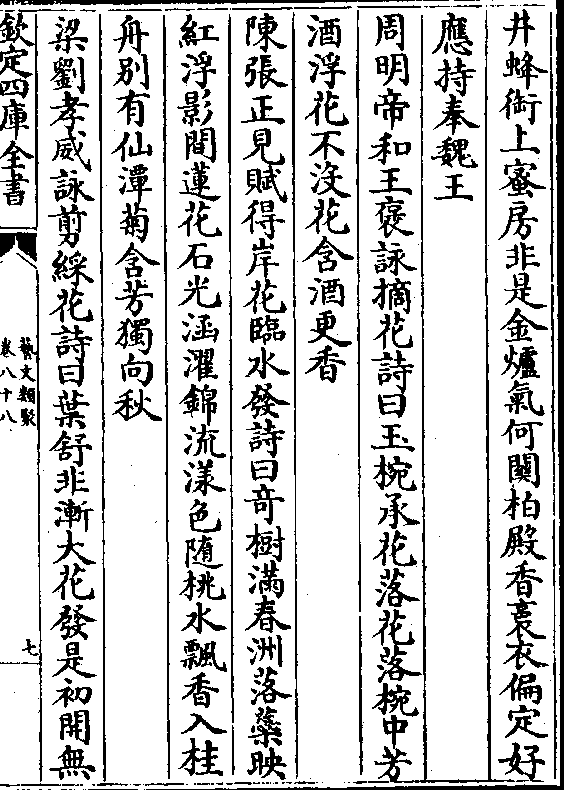 井蜂銜上蜜房非是金爐氣何關柏殿香裛衣偏定好
應持奉魏王
周明帝和王褒詠摘花詩曰玉椀承花落花落椀中芳
酒浮花不沒花含酒更香
陳張正見賦得岸花臨水發詩曰奇樹滿春洲落蘂映
紅浮影間蓮花石光涵濯錦流漾色隨桃水飄香入桂
舟別有仙潭菊含芳獨向秋
梁劉孝威詠剪綵花詩曰葉舒非漸大花發是初開無
欽定四庫全書
藝文類聚
卷八十八
七